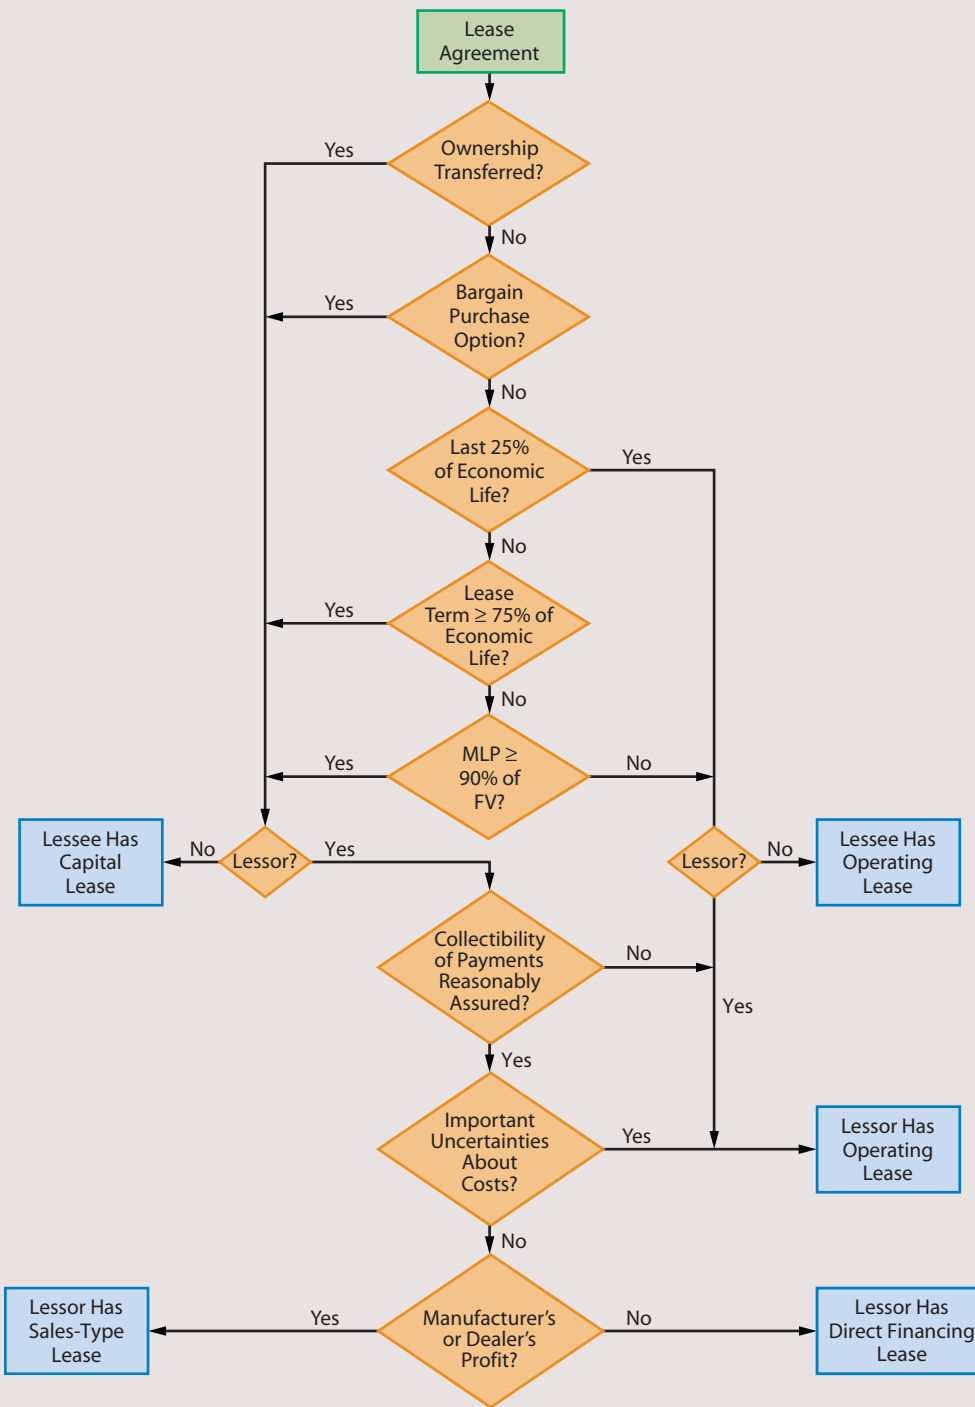 Lease
Agreement
Yes
Ownership
Transferred?
No
Yes
Bargain
Purchase
Option?
No
Last 25%
of Economic
Life?
Yes
No
Yes
Lease
Term ≥ 75% of
Economic
Life?
No
Yes
MLP ≥
90% of
FV?
No
Lessee Has
Capital
Lease
No
Lessor?
Yes
Lessor?
No
Lessee Has
Operating
Lease
Collectibility
of Payments
Reasonably
Assured?
No
Yes
Yes
Important
Uncertainties
About
Costs?
Yes
Lessor Has
Operating
Lease
No
Lessor Has
Sales-Type
Lease
Yes
Manufacturer's
or Dealer's
Profit?
No
Lessor Has
Direct Financing
Lease